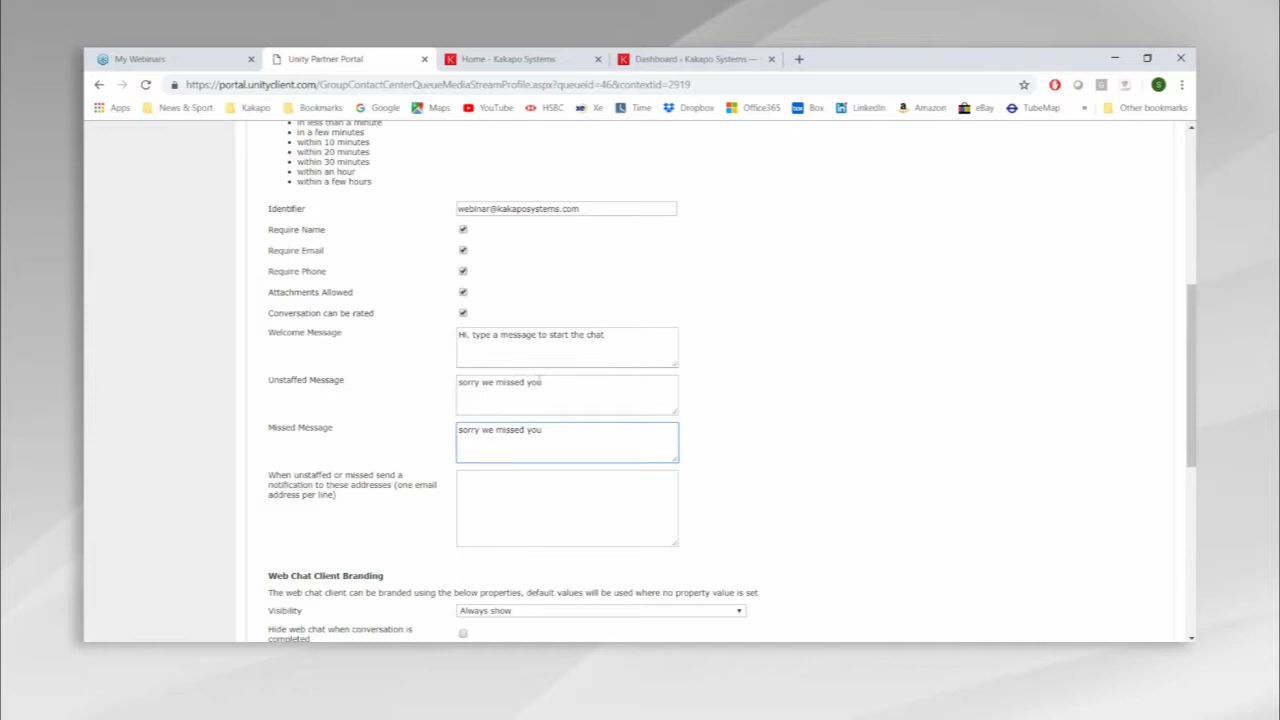 My Webinars
Unity Partner Portal
Home - Kakapo Systems
Dashboard ‹ Kakapo Systems —
https://portal.unityclient.com/GroupContactCenterQueueMediaStreamProfile.aspx?queueid=46&contextid=2919
S
Apps
News & Sport
Kakapo
Bookmarks
Google
Maps
YouTube
HSBC
Xe
Time
Dropbox
Office365
Box
LinkedIn
Amazon
eBay
TubeMap
»
Other bookmarks
in less than a minute
in a few minutes
within 10 minutes
within 20 minutes
within 30 minutes
within an hour
within a few hours
Identifier
webinar@kakaposystems.com
Require Name
Require Email
Require Phone
Attachments Allowed
Conversation can be rated
Welcome Message
Hi, type a message to start the chat
Unstaffed Message
sorry we missed you
Missed Message
sorry we missed you
When unstaffed or missed send a
notification to these addresses (one email
address per line)
Web Chat Client Branding
The web chat client can be branded using the below properties, default values will be used where no property value is set
Visibility
Always show
Hide web chat when conversation is
completed